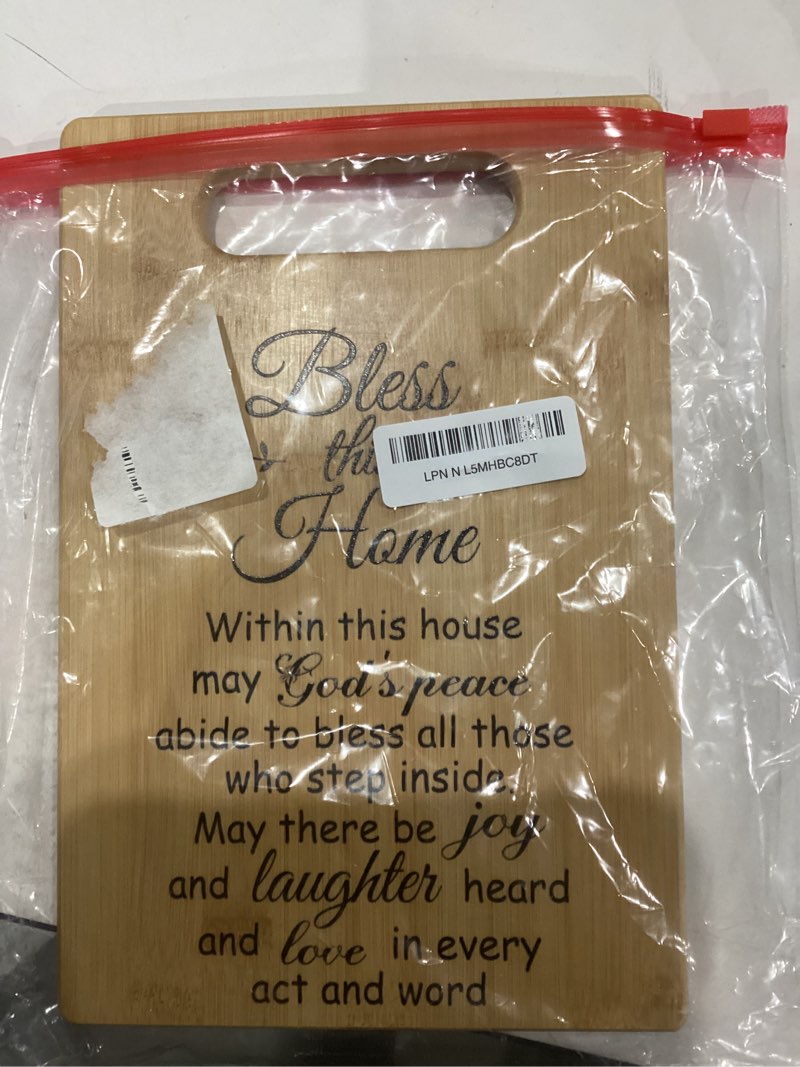 Bless
thi
LPN N L5MHBC8DT
Home
Within this house
may God's peace
abide to bless all those
who step inside.
May there be joy
and laughter heard
and love in every
act and word